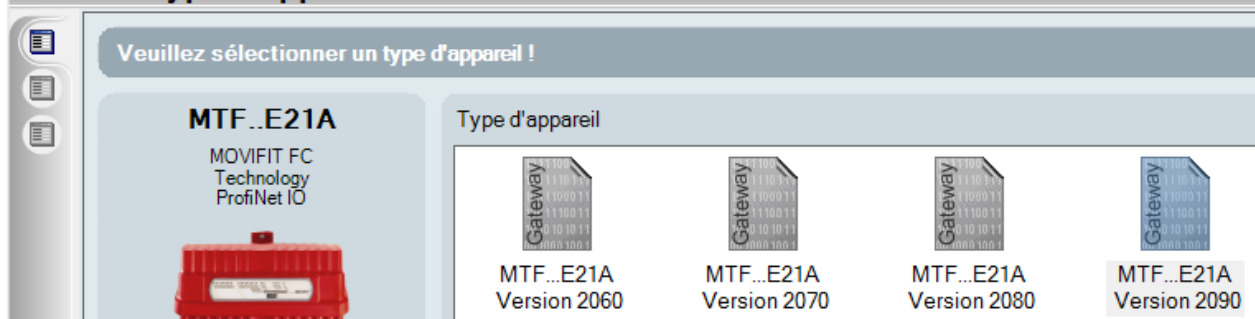 Veuillez sélectionner un type d'appareil !
MTF..E21A
MOVIFIT FC
Technology
ProfiNet IO
Type d'appareil
Gateway
Gateway
Gateway
Gateway
MTF...E21A
Version 2060
MTF...E21A
Version 2070
MTF...E21A
Version 2080
MTF...E21A
Version 2090